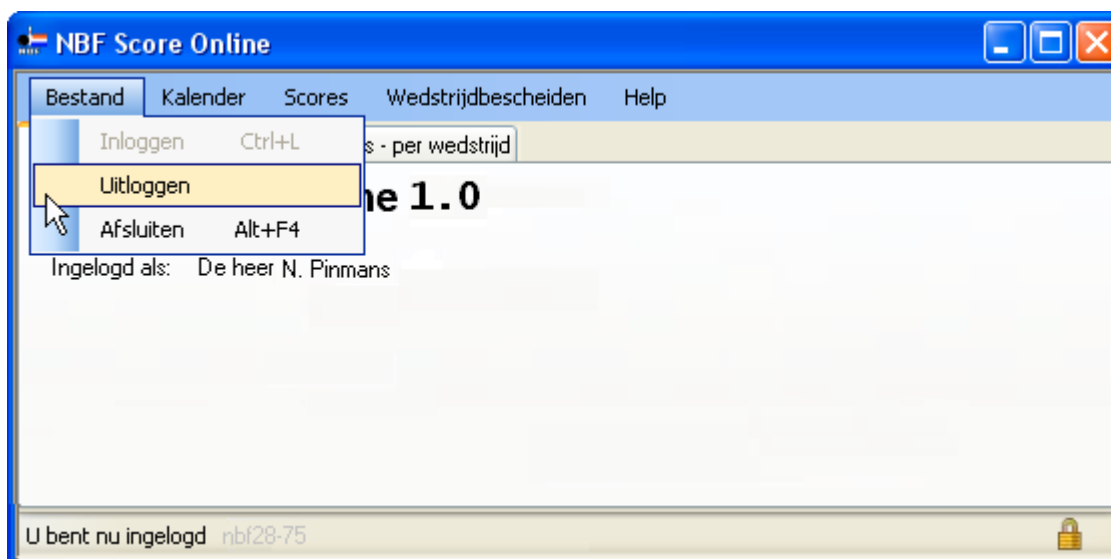 NBF Score Online
Bestand Kalender Scores Wedstrijdbescheiden Help
Inloggen Ctrl+L
s - per wedstrijd
Uitloggen
ne 1.0
Afsluiten Alt+F4
Ingelogd als: De heer N. Pinmans
U bent nu ingelogd nbf28-75